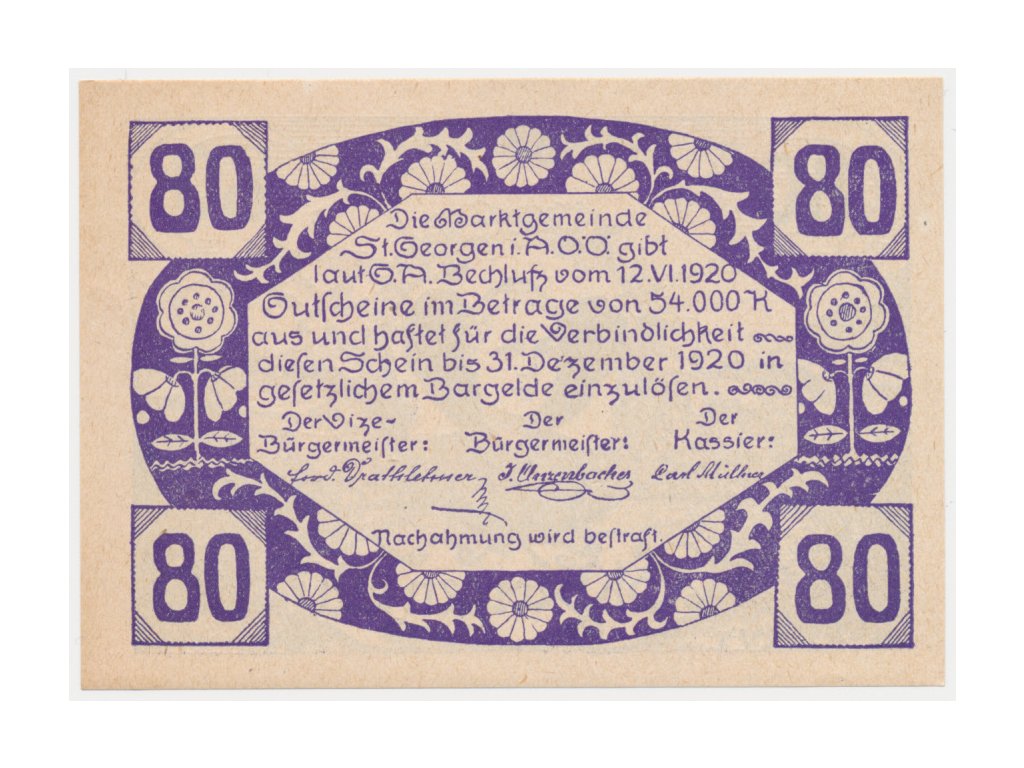 80 80
Die Marktgemeinde
St. Georgen i. A. O.Ö. gibt
laut G. A. Bechluß vom 12. VI. 1920
Gutscheine im Betrage von 54.000 K
aus und haftet für die Verbindlichkeit
diesen Schein bis 31. Dezember 1920 in
gesetzlichem Bargelde einzulösen.
Der Vize- Der Der
Bürgermeister: Bürgermeister: Kassier:
Carl Müllner
Nachahmung wird bestraft.
80 80